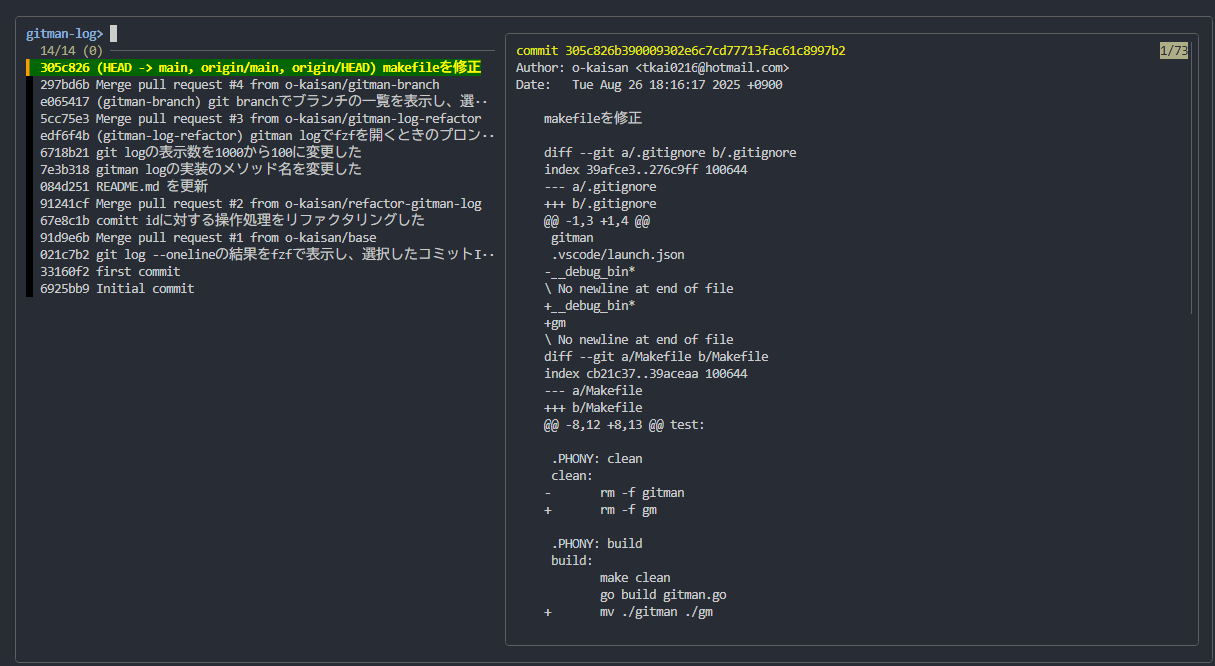 gitman-log>
14/14 (0)
305c826 (HEAD -> main, origin/main, origin/HEAD) makefileを修正
297bd6b Merge pull request #4 from o-kaisan/gitman-branch
e065417 (gitman-branch) git branchでブランチの一覧を表示し、選··
5cc75e3 Merge pull request #3 from o-kaisan/gitman-log-refactor
edf6f4b (gitman-log-refactor) gitman logでfzfを開くときのプロン··
6718b21 git logの表示数を1000から100に変更した
7e3b318 gitman logの実装のメソッド名を変更した
084d251 README.md を更新
91241cf Merge pull request #2 from o-kaisan/refactor-gitman-log
67e8c1b comitt idに対する操作処理をリファクタリングした
91d9e6b Merge pull request #1 from o-kaisan/base
021c7b2 git log --onelineの結果をfzfで表示し、選択したコミットI··
33160f2 first commit
6925bb9 Initial commit
commit 305c826b390009302e6c7cd77713fac61c8997b2
1/73
Author: o-kaisan <tkai0216@hotmail.com>
Date:   Tue Aug 26 18:16:17 2025 +0900
makefileを修正
diff --git a/.gitignore b/.gitignore
index 39afce3..276c9ff 100644
--- a/.gitignore
+++ b/.gitignore
@@ -1,3 +1,4 @@
 gitman
 .vscode/launch.json
-__debug_bin*
\ No newline at end of file
+__debug_bin*
+gm
\ No newline at end of file
diff --git a/Makefile b/Makefile
index cb21c37..39aceaa 100644
--- a/Makefile
+++ b/Makefile
@@ -8,12 +8,13 @@ test:
 .PHONY: clean
 clean:
-       rm -f gitman
+       rm -f gm
 .PHONY: build
 build:
        make clean
        go build gitman.go
+       mv ./gitman ./gm